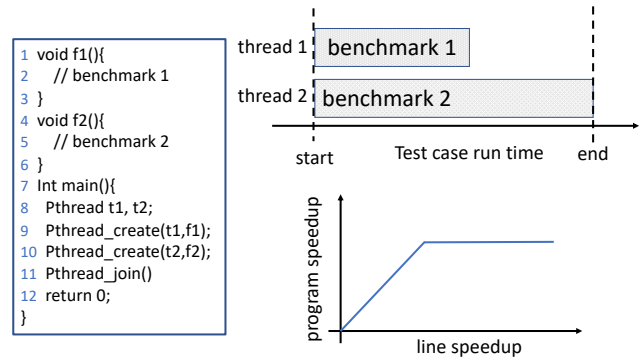 1 void f1(){
2 // benchmark 1
3 }
4 void f2(){
5 // benchmark 2
6 }
7 Int main(){
8 Pthread t1, t2;
9 Pthread_create(t1,f1);
10 Pthread_create(t2,f2);
11 Pthread_join()
12 return 0;
}
thread 1
benchmark 1
thread 2
benchmark 2
start
Test case run time
end
program speedup
line speedup